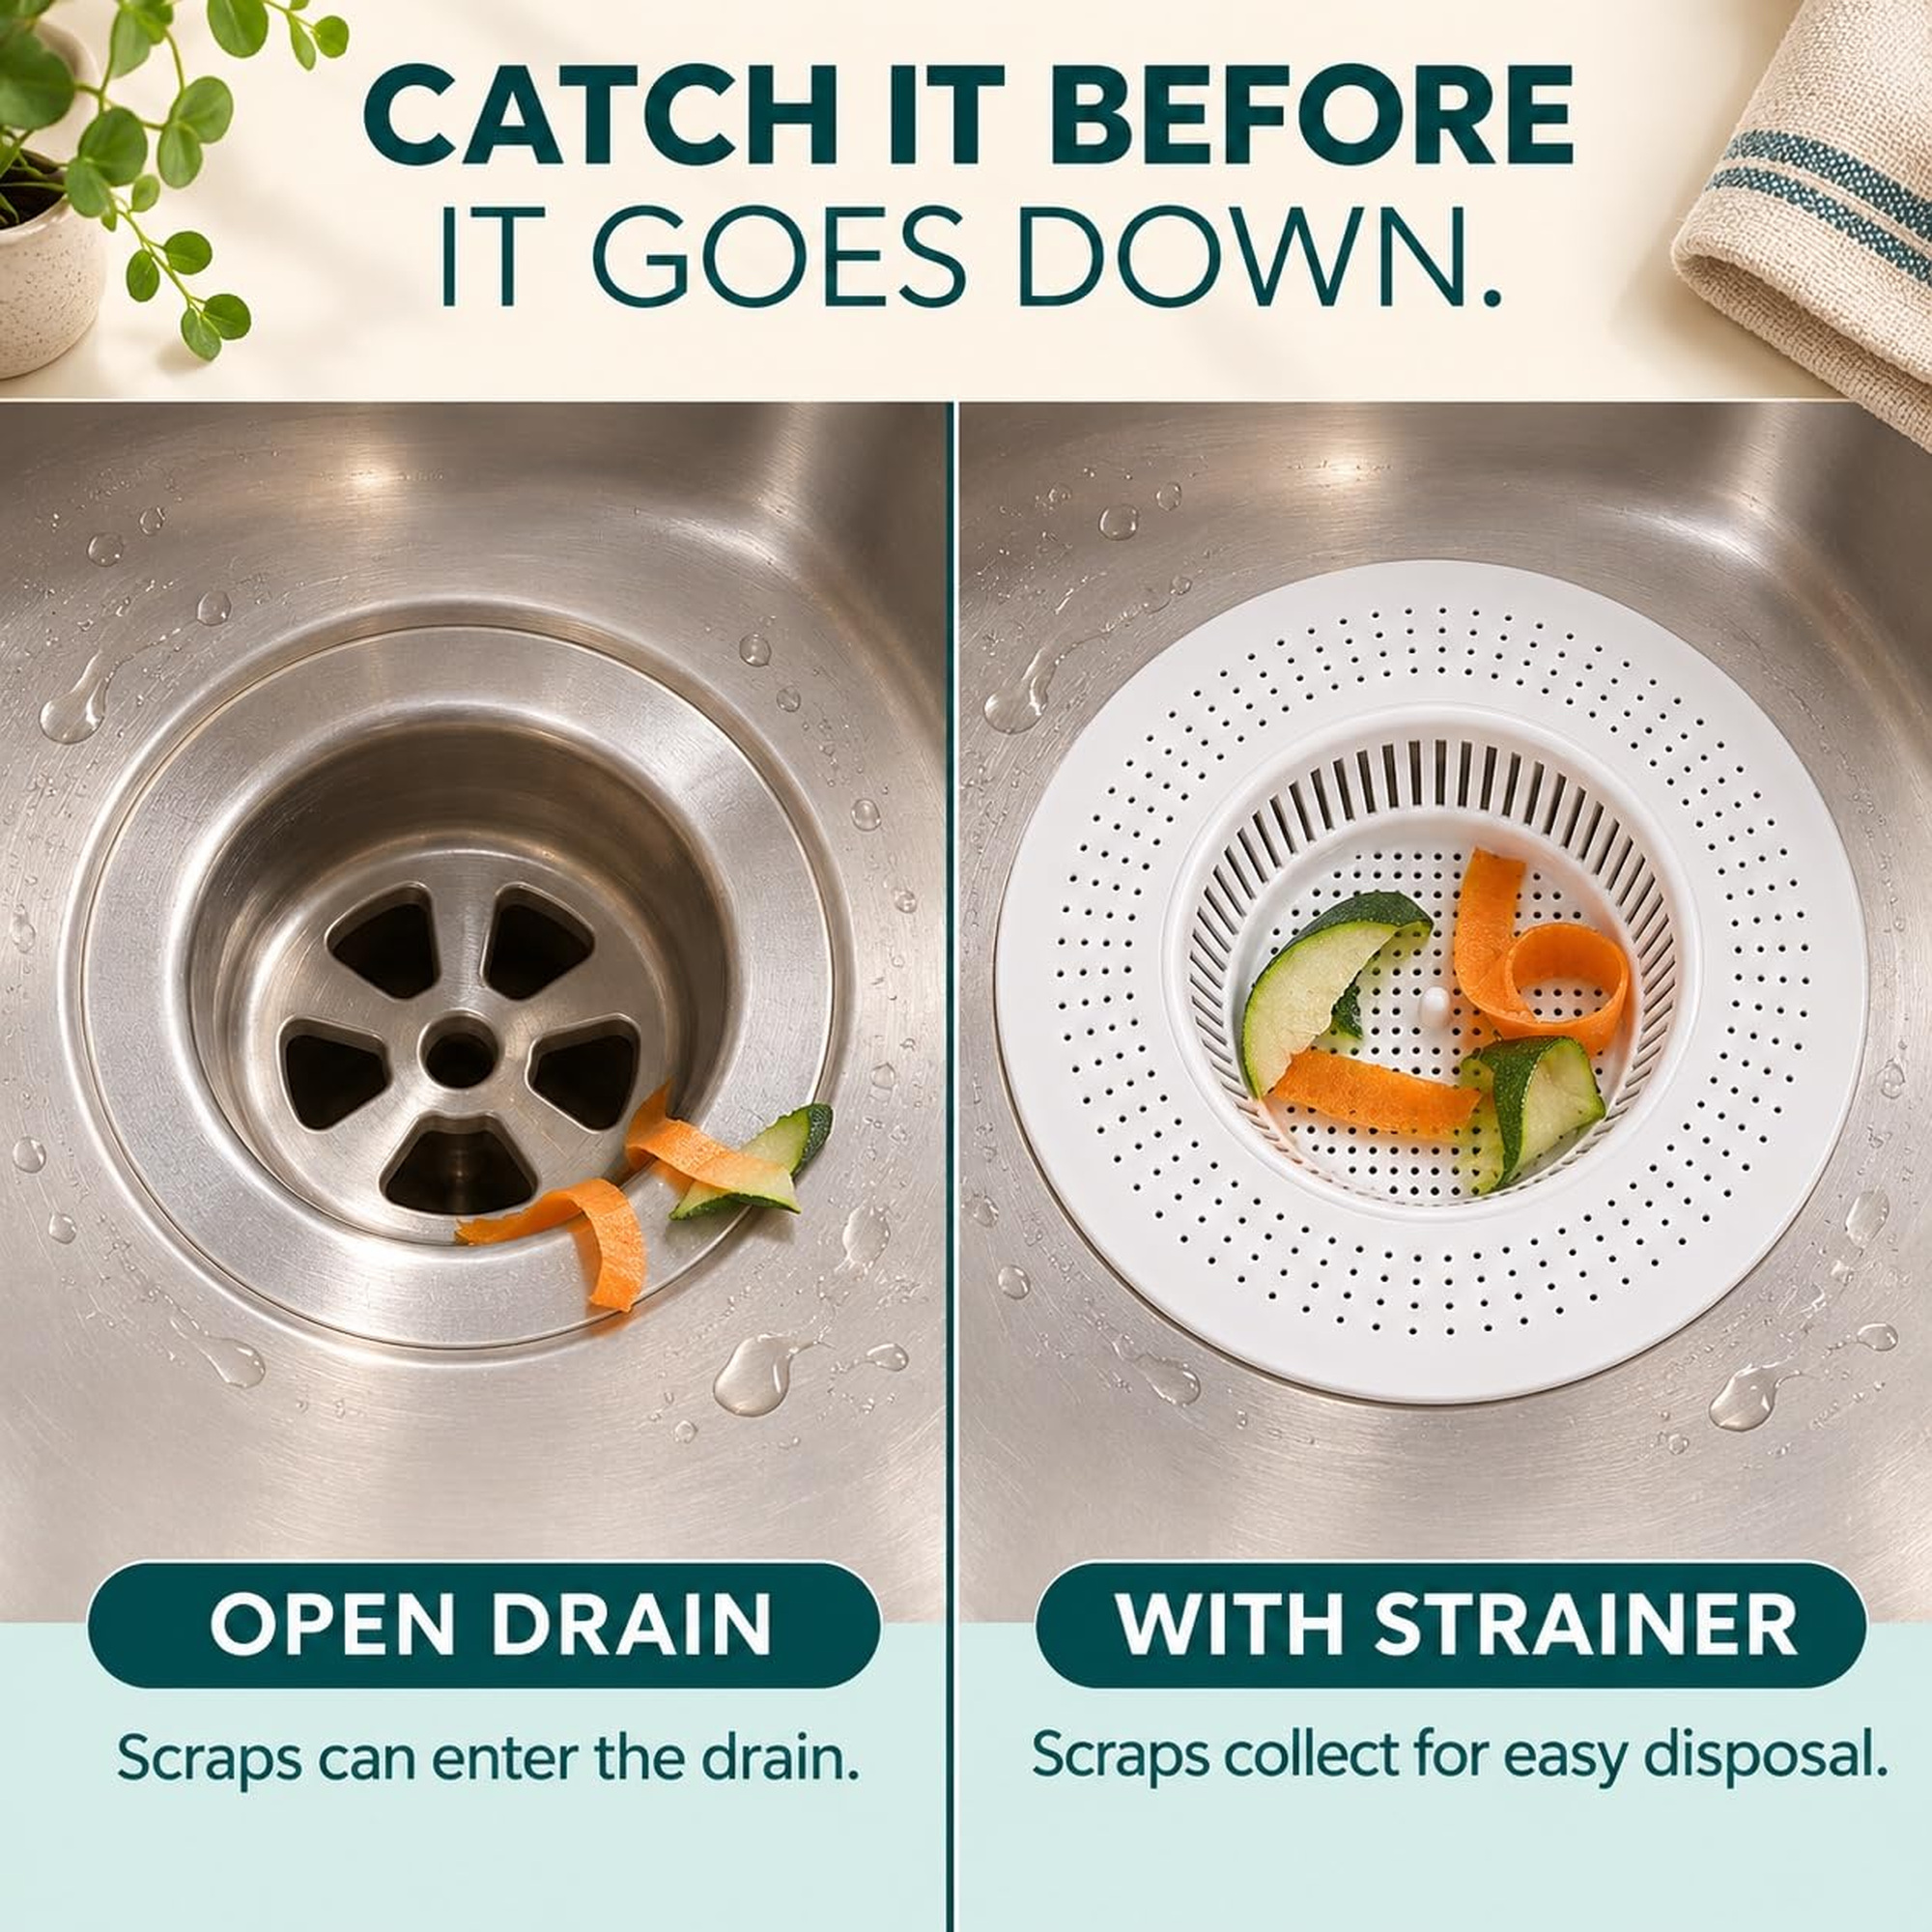 CATCH IT BEFORE
IT GOES DOWN.
OPEN DRAIN
Scraps can enter the drain.
WITH STRAINER
Scraps collect for easy disposal.